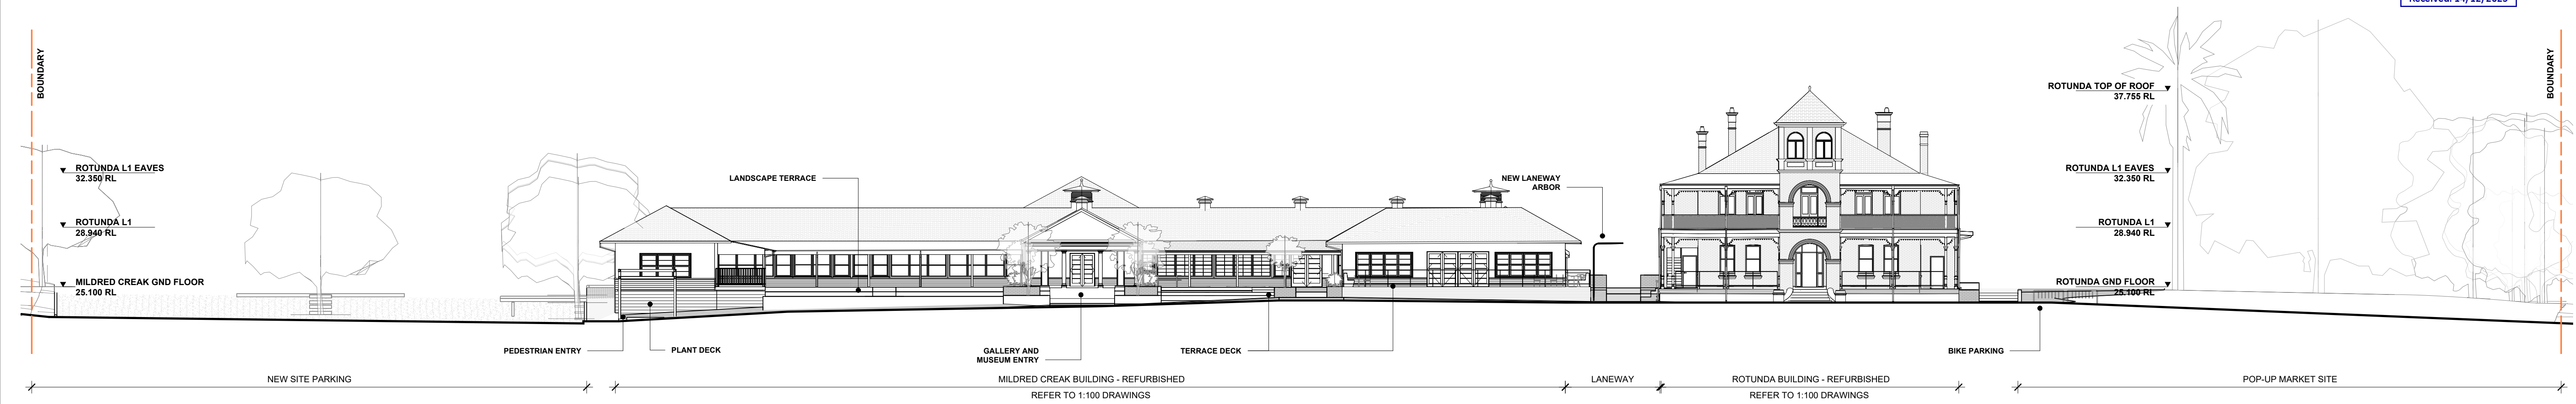 Received: 14/12/2023
BOUNDARY
ROTUNDA L1 EAVES
32.350 RL
ROTUNDA L1
28.940 RL
MILDRED CREAK GND FLOOR
25.100 RL
LANDSCAPE TERRACE
NEW LANEWAY
ARBOR
ROTUNDA TOP OF ROOF
37.755 RL
ROTUNDA L1 EAVES
32.350 RL
ROTUNDA L1
28.940 RL
ROTUNDA GND FLOOR
25.100 RL
BOUNDARY
PEDESTRIAN ENTRY
PLANT DECK
GALLERY AND
MUSEUM ENTRY
TERRACE DECK
BIKE PARKING
NEW SITE PARKING
MILDRED CREAK BUILDING - REFURBISHED
REFER TO 1:100 DRAWINGS
LANEWAY
ROTUNDA BUILDING - REFURBISHED
REFER TO 1:100 DRAWINGS
POP-UP MARKET SITE